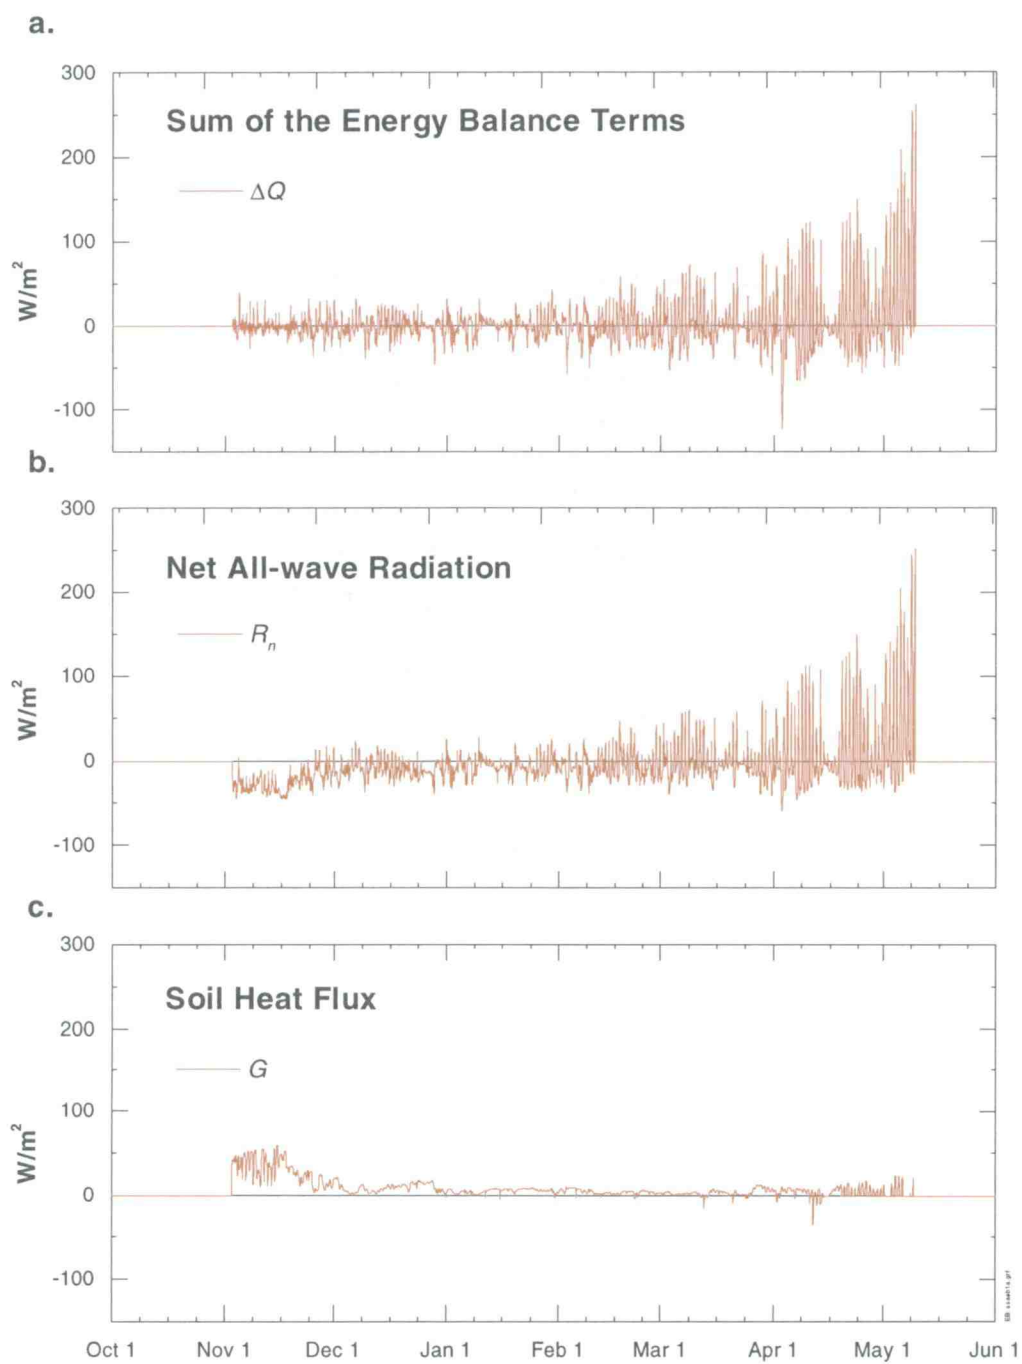 a.
300
Sum of the Energy Balance Terms
200
ΔQ
100
W/m²
0
-100
b.
300
Net All-wave Radiation
200
Rn
100
W/m²
0
-100
c.
300
Soil Heat Flux
200
G
100
W/m²
0
-100
Oct 1 Nov 1 Dec 1 Jan 1 Feb 1 Mar 1 Apr 1 May 1 Jun 1